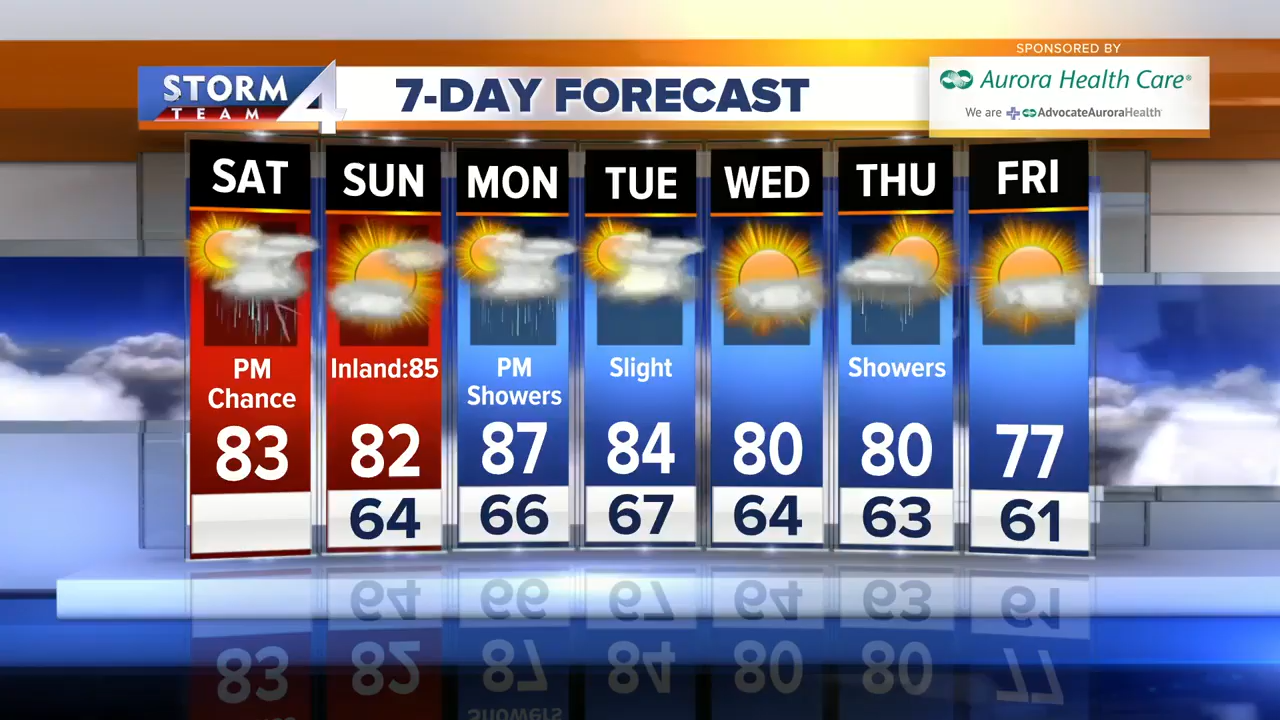 SPONSORED BY
STORM
TEAM
4
7-DAY FORECAST
Aurora Health Care®
We are AdvocateAuroraHealth
SAT SUN MON TUE WED THU FRI
PM Chance
Inland:85
PM Showers
Slight
Showers
83 82 87 84 80 80 77
64 66 67 64 63 61